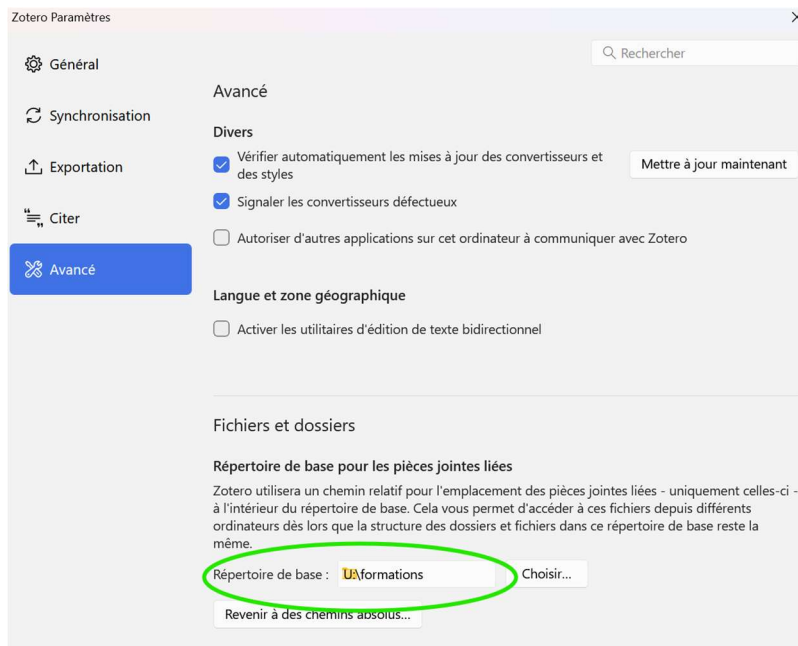 Zotero Paramètres
Rechercher
Général
Synchronisation
Exportation
Citer
Avancé
Avancé
Divers
Vérifier automatiquement les mises à jour des convertisseurs et
des styles
Mettre à jour maintenant
Signaler les convertisseurs défectueux
Autoriser d'autres applications sur cet ordinateur à communiquer avec Zotero
Langue et zone géographique
Activer les utilitaires d'édition de texte bidirectionnel
Fichiers et dossiers
Répertoire de base pour les pièces jointes liées
Zotero utilisera un chemin relatif pour l'emplacement des pièces jointes liées - uniquement celles-ci -
à l'intérieur du répertoire de base. Cela vous permet d'accéder à ces fichiers depuis différents
ordinateurs dès lors que la structure des dossiers et fichiers dans ce répertoire de base reste la
même.
Répertoire de base : U:\formations Choisir...
Revenir à des chemins absolus...